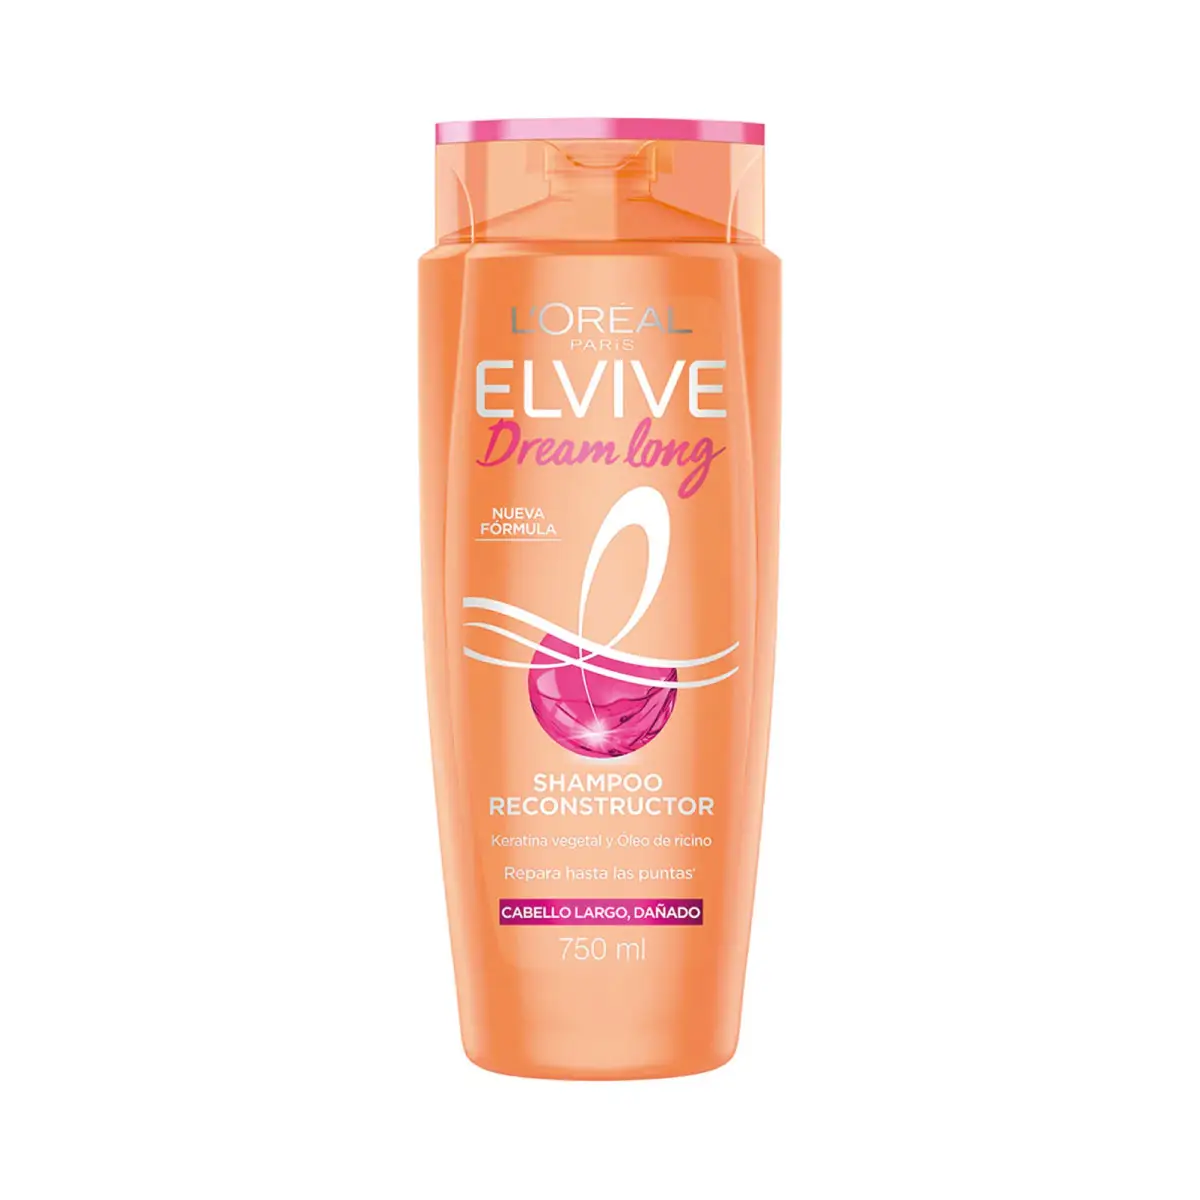 L'ORÉAL
PARIS
ELVIVE
Dream long
NUEVA
FÓRMULA
SHAMPOO
RECONSTRUCTOR
Keratina vegetal y Óleo de ricino
Repara hasta las puntas*
CABELLO LARGO, DAÑADO
750 ml